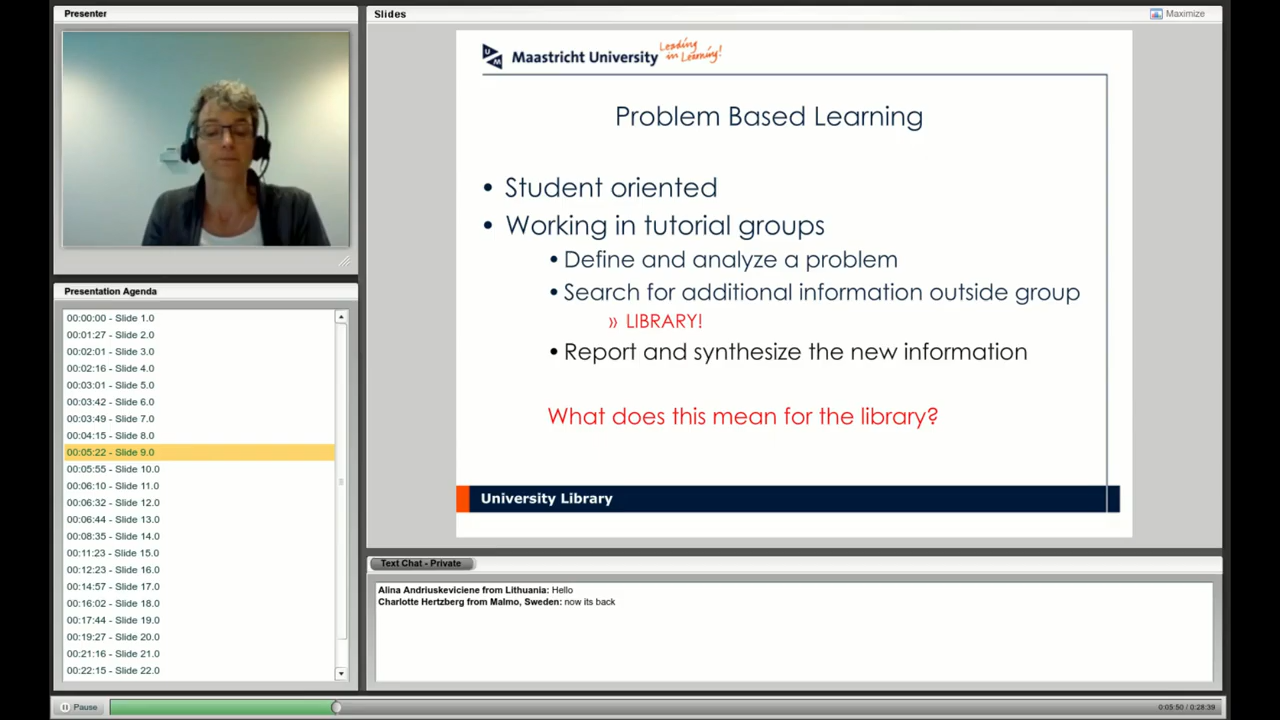 Presenter
Slides
Maximize
Maastricht University
Leading
in Learning!
Problem Based Learning
• Student oriented
• Working in tutorial groups
• Define and analyze a problem
• Search for additional information outside group
» LIBRARY!
• Report and synthesize the new information
What does this mean for the library?
University Library
Presentation Agenda
00:00:00 - Slide 1.0
00:01:27 - Slide 2.0
00:02:01 - Slide 3.0
00:02:16 - Slide 4.0
00:03:01 - Slide 5.0
00:03:42 - Slide 6.0
00:03:49 - Slide 7.0
00:04:15 - Slide 8.0
00:05:22 - Slide 9.0
00:05:55 - Slide 10.0
00:06:10 - Slide 11.0
00:06:32 - Slide 12.0
00:06:44 - Slide 13.0
00:08:35 - Slide 14.0
00:11:23 - Slide 15.0
00:12:23 - Slide 16.0
00:14:57 - Slide 17.0
00:16:02 - Slide 18.0
00:17:44 - Slide 19.0
00:19:27 - Slide 20.0
00:21:16 - Slide 21.0
00:22:15 - Slide 22.0
Text Chat - Private
Alina Andriuskeviciene from Lithuania: Hello
Charlotte Hertzberg from Malmo, Sweden: now its back
Pause
0:05:50 / 0:28:39